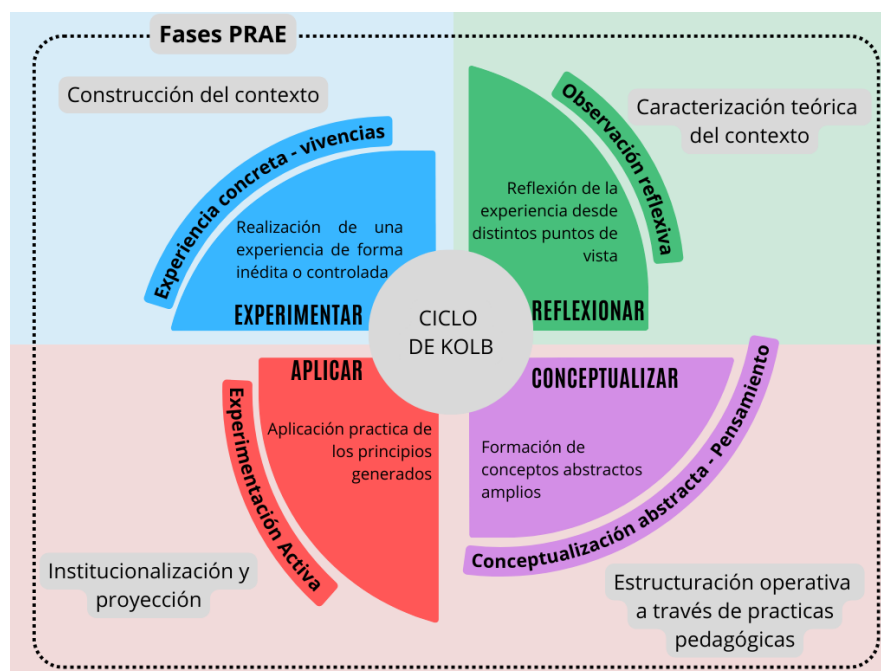 Fases PRAE
Construcción del contexto
Experiencia concreta - vivencias
Realización de una
experiencia de forma
inédita o controlada
EXPERIMENTAR
Caracterización teórica
del contexto
Observación reflexiva
Reflexión de la
experiencia desde
distintos puntos de
vista
REFLEXIONAR
CICLO
DE KOLB
CONCEPTUALIZAR
Formación de
conceptos abstractos
amplios
Conceptualización abstracta - Pensamiento
Estructuración operativa
a través de practicas
pedagógicas
APLICAR
Aplicación practica de
los principios
generados
Experimentación Activa
Institucionalización y
proyección